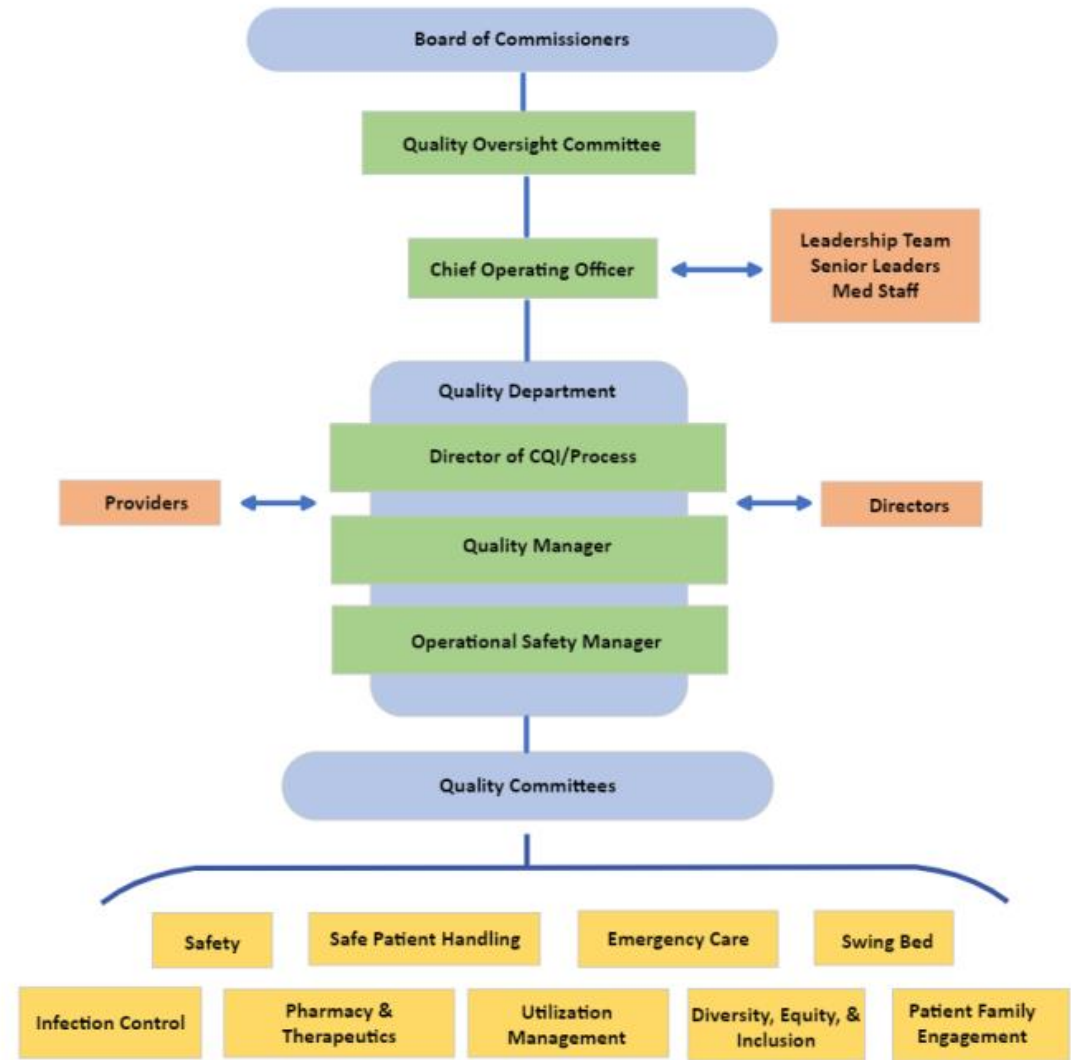 Board of Commissioners
Quality Oversight Committee
Chief Operating Officer
Leadership Team
Senior Leaders
Med Staff
Quality Department
Director of CQI/Process
Providers
Directors
Quality Manager
Operational Safety Manager
Quality Committees
Safety
Safe Patient Handling
Emergency Care
Swing Bed
Infection Control
Pharmacy &
Therapeutics
Utilization
Management
Diversity, Equity, &
Inclusion
Patient Family
Engagement